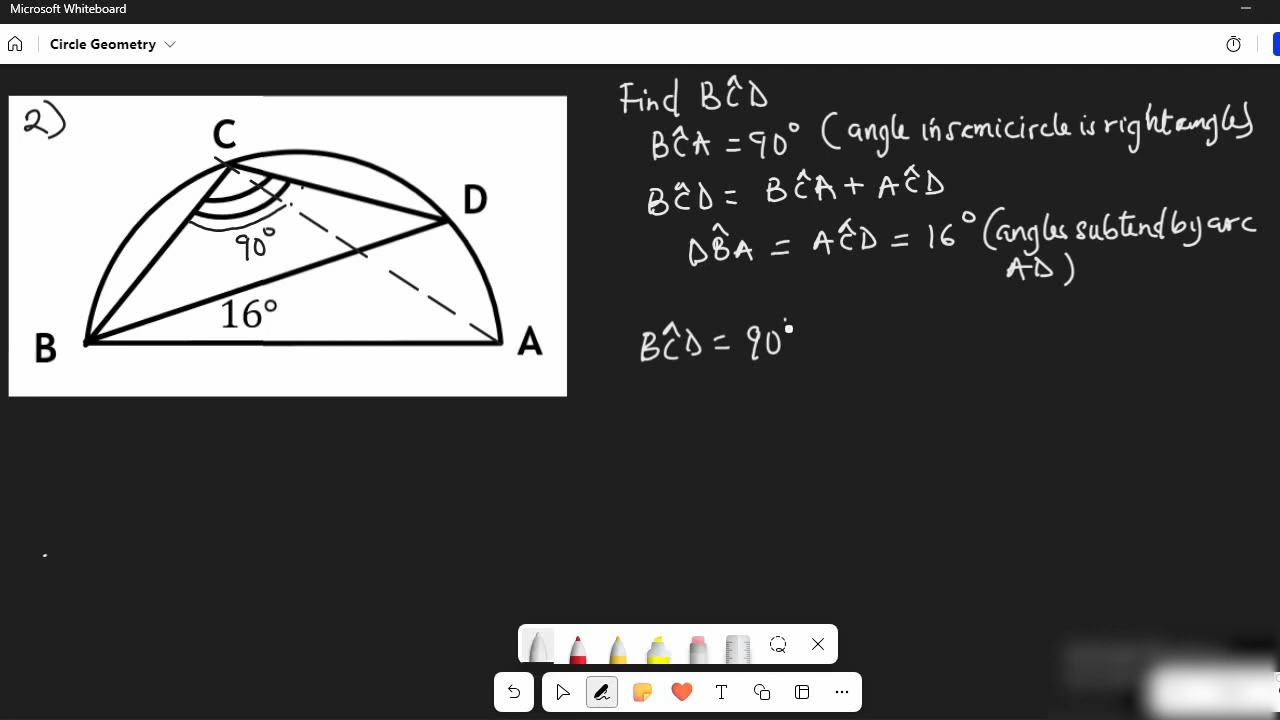 Microsoft Whiteboard
Circle Geometry
2)
C
D
90°
16°
B
A
Find BĈD
BĈA = 90° (angle in semicircle is right angle)
BĈD = BĈA + AĈD
DB̂A = AĈD = 16° (angles subtend by arc
AD)
BĈD = 90°
T